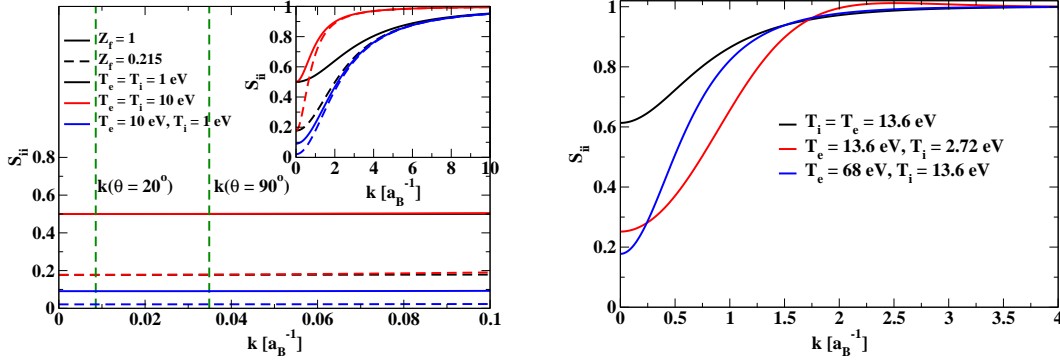 Z_f = 1
Z_f = 0.215
T_e = T_i = 1 eV
T_e = T_i = 10 eV
T_e = 10 eV, T_i = 1 eV
k(θ = 20°)
k(θ = 90°)
S_ii
0.8
0.6
0.4
0.2
0
0 0.02 0.04 0.06 0.08 0.1
k [a_B^-1]
S_ii
1
0.8
0.6
0.4
0.2
0
0 2 4 6 8 10
k [a_B^-1]
S_ii
1
0.8
0.6
0.4
0.2
0
T_i = T_e = 13.6 eV
T_e = 13.6 eV, T_i = 2.72 eV
T_e = 68 eV, T_i = 13.6 eV
0 0.5 1 1.5 2 2.5 3 3.5 4
k [a_B^-1]